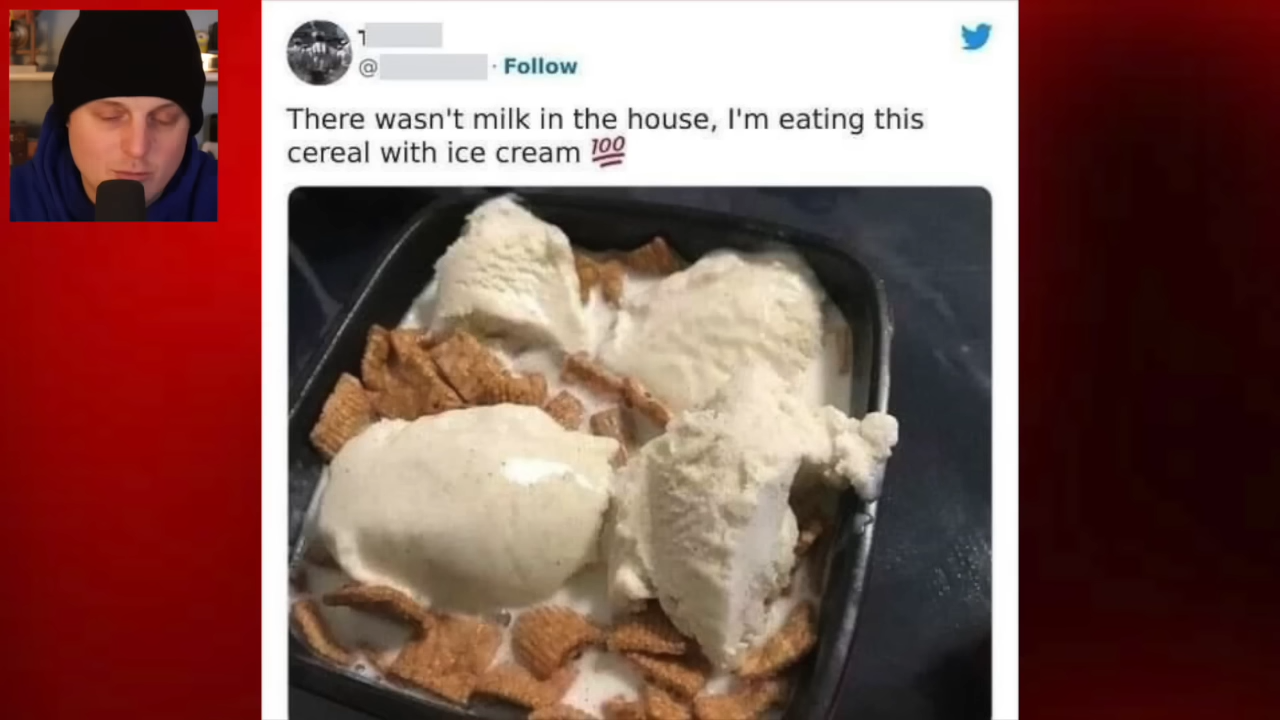 T
@ · Follow
There wasn't milk in the house, I'm eating this
cereal with ice cream 💯